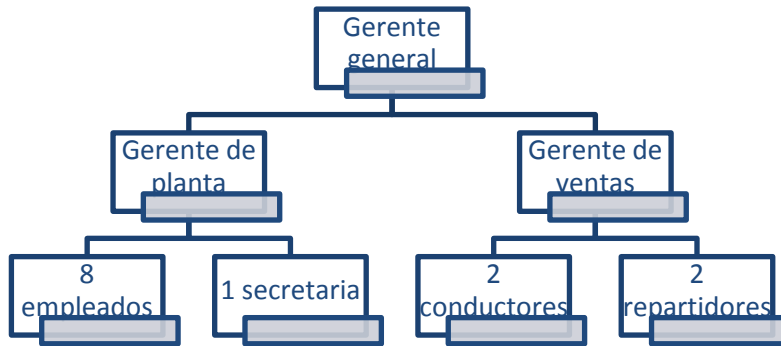 Gerente
general
Gerente de
planta
Gerente de
ventas
8
empleados
1 secretaria
2
conductores
2
repartidores